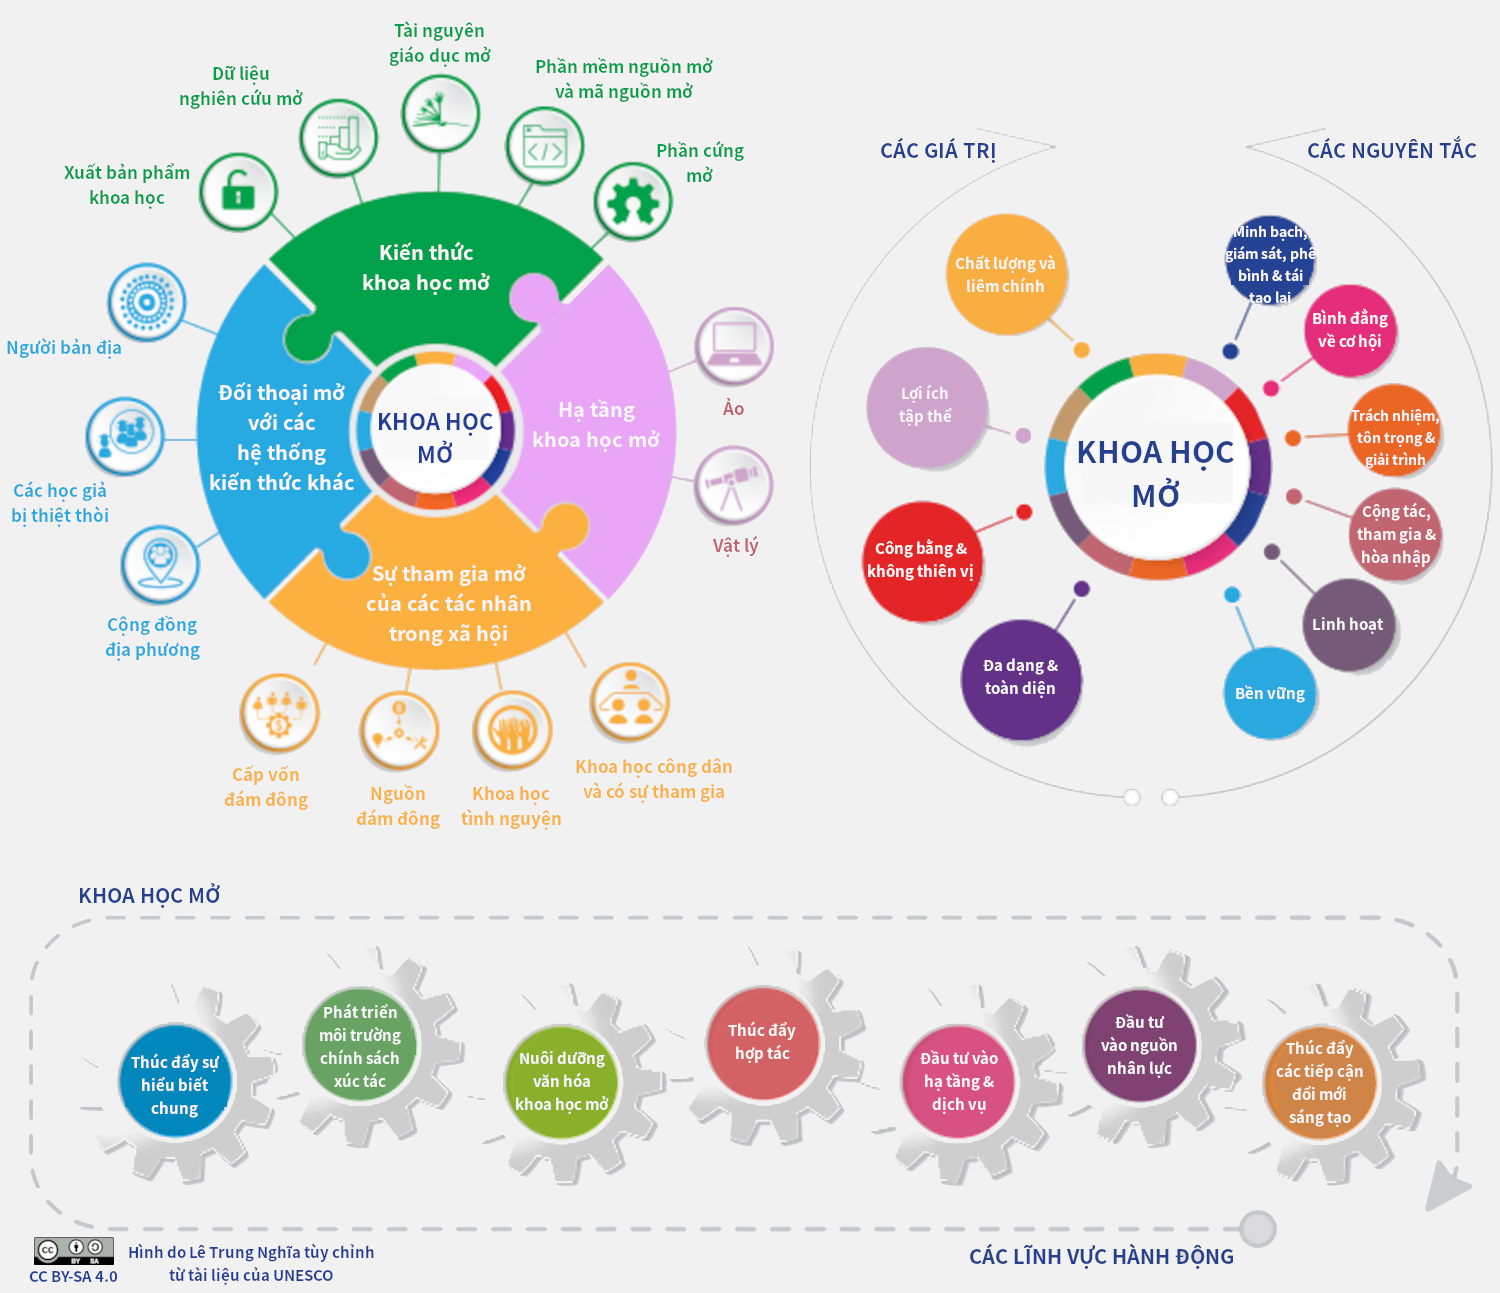 Tài nguyên
giáo dục mở
Dữ liệu
nghiên cứu mở
Phần mềm nguồn mở
và mã nguồn mở
Xuất bản phẩm
khoa học
Phần cứng
mở
Kiến thức
khoa học mở
Người bản địa
Các học giả
bị thiệt thòi
Cộng đồng
địa phương
Đối thoại mở
với các
hệ thống
kiến thức khác
KHOA HỌC
MỞ
Hạ tầng
khoa học mở
Ảo
Vật lý
Sự tham gia mở
của các tác nhân
trong xã hội
Cấp vốn
đám đông
Nguồn
đám đông
Khoa học
tình nguyện
Khoa học công dân
và có sự tham gia
CÁC GIÁ TRỊ
CÁC NGUYÊN TẮC
Chất lượng và
liêm chính
Lợi ích
tập thể
Công bằng &
không thiên vị
Đa dạng &
toàn diện
KHOA HỌC
MỞ
Minh bạch,
giám sát, phê
bình & tái
tạo lại
Bình đẳng
về cơ hội
Trách nhiệm,
tôn trọng &
giải trình
Cộng tác,
tham gia &
hòa nhập
Linh hoạt
Bền vững
KHOA HỌC MỞ
Thúc đẩy sự
hiểu biết
chung
Phát triển
môi trường
chính sách
xúc tác
Nuôi dưỡng
văn hóa
khoa học mở
Thúc đẩy
hợp tác
Đầu tư vào
hạ tầng &
dịch vụ
Đầu tư
vào nguồn
nhân lực
Thúc đẩy
các tiếp cận
đổi mới
sáng tạo
CÁC LĨNH VỰC HÀNH ĐỘNG
cc BY SA
CC BY-SA 4.0
Hình do Lê Trung Nghĩa tùy chỉnh
từ tài liệu của UNESCO